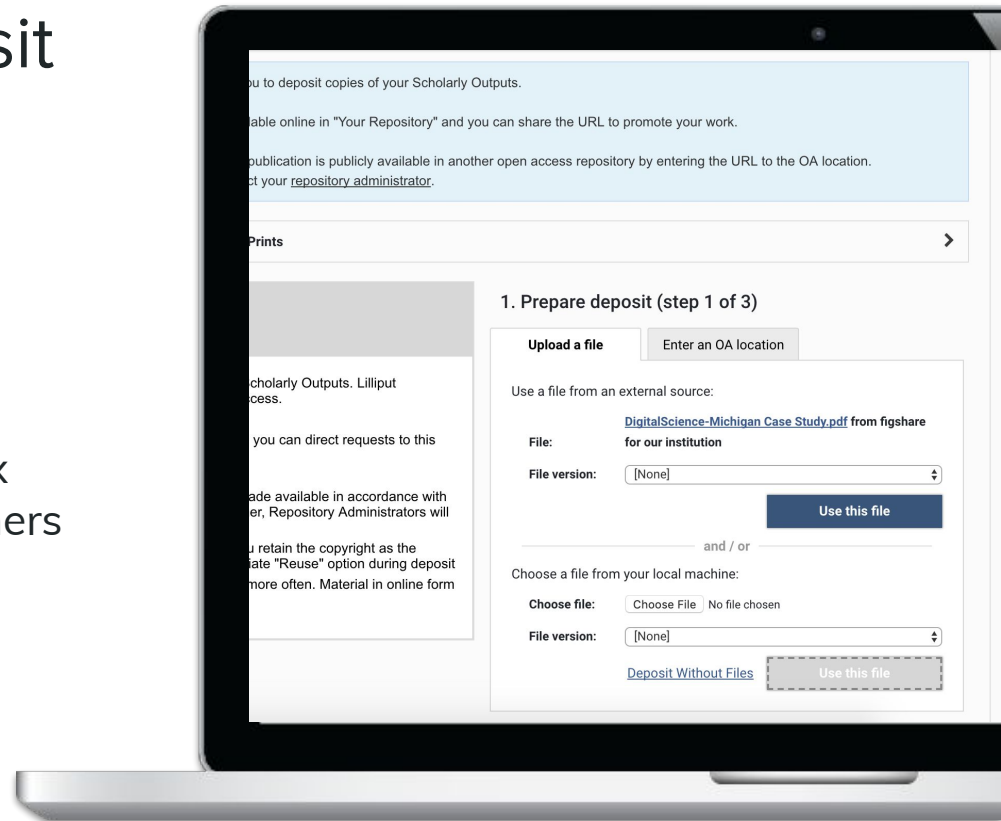 sit
ou to deposit copies of your Scholarly Outputs.
lable online in "Your Repository" and you can share the URL to promote your work.
publication is publicly available in another open access repository by entering the URL to the OA location.
ct your repository administrator.
Prints
1. Prepare deposit (step 1 of 3)
Upload a file
Enter an OA location
cholarly Outputs. Lilliput
cess.
you can direct requests to this
ade available in accordance with
er, Repository Administrators will
u retain the copyright as the
iate "Reuse" option during deposit
more often. Material in online form
Use a file from an external source:
DigitalScience-Michigan Case Study.pdf from figshare
File: for our institution
File version: [None]
Use this file
and / or
Choose a file from your local machine:
Choose file: Choose File No file chosen
File version: [None]
Deposit Without Files Use this file
k
ers